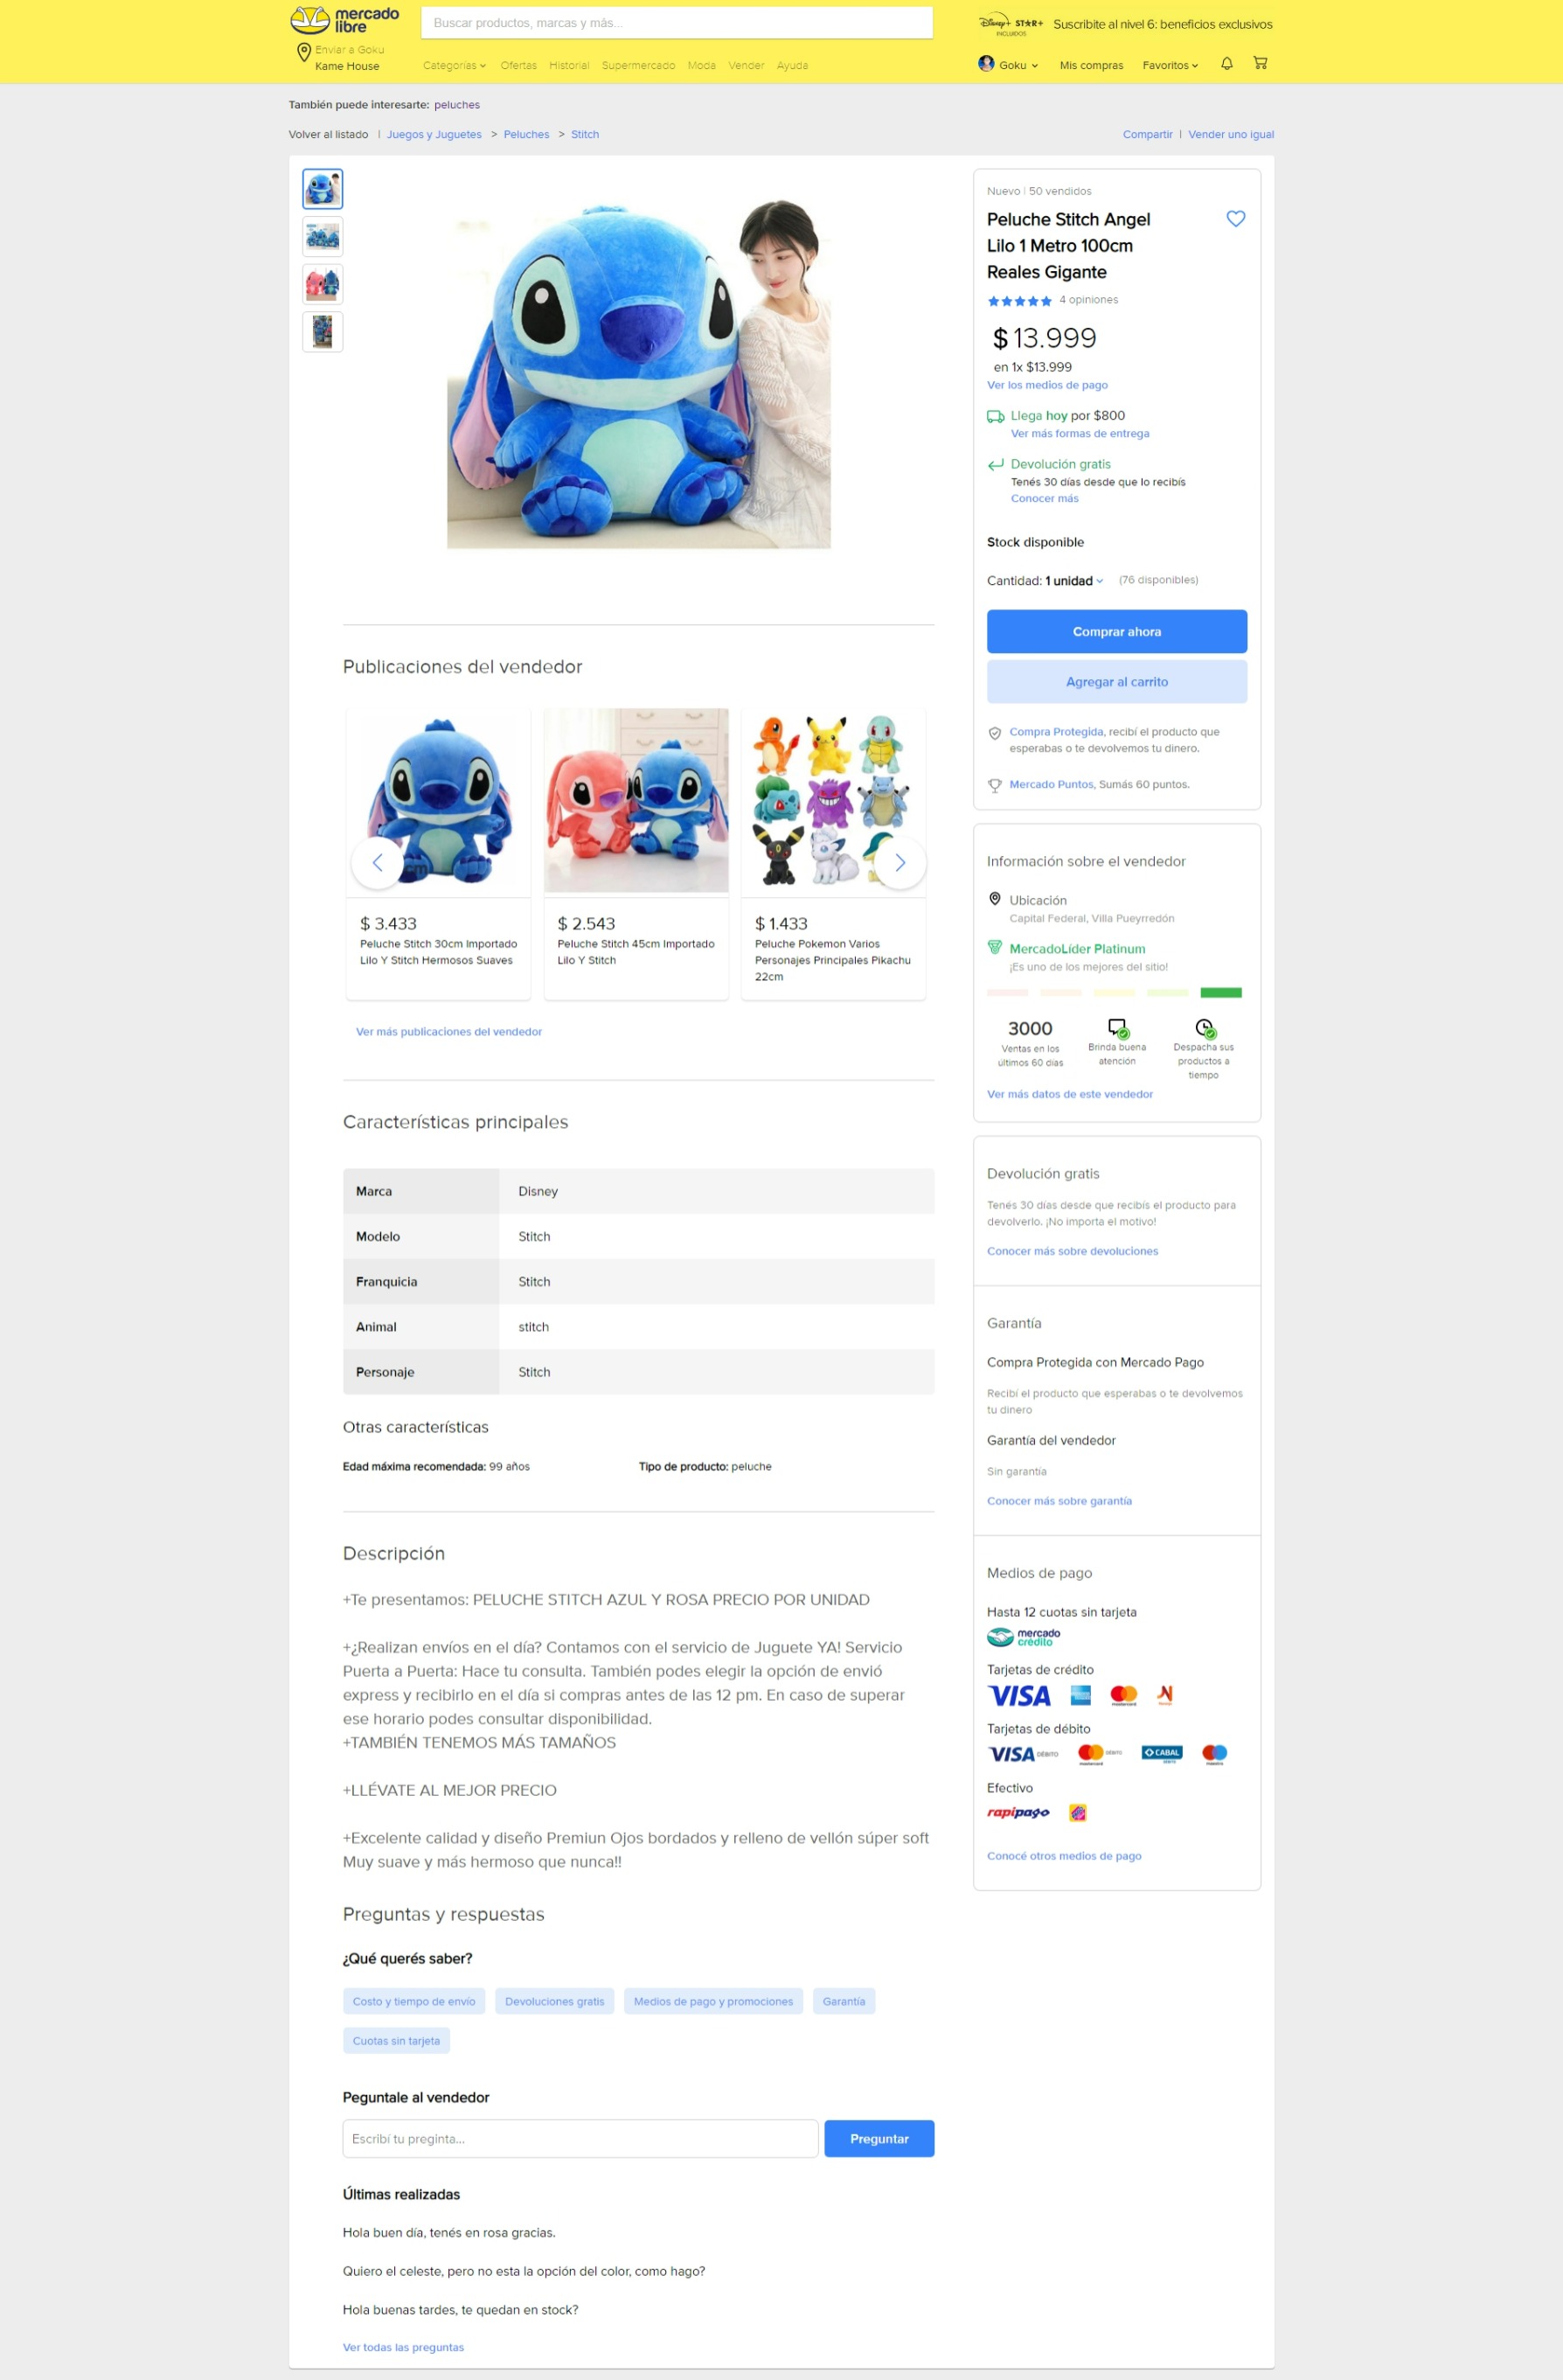 mercado
libre
Buscar productos, marcas y más...
Disney+ STAR+
INCLUIDOS
Suscribite al nivel 6: beneficios exclusivos
Enviar a Goku
Kame House
Categorías Ofertas Historial Supermercado Moda Vender Ayuda
Goku Mis compras Favoritos
También puede interesarte: peluches
Volver al listado | Juegos y Juguetes > Peluches > Stitch
Compartir | Vender uno igual
Nuevo | 50 vendidos
Peluche Stitch Angel
Lilo 1 Metro 100cm
Reales Gigante
4 opiniones
$ 13.999
en 1x $13.999
Ver los medios de pago
Llega hoy por $800
Ver más formas de entrega
Devolución gratis
Tenés 30 días desde que lo recibís
Conocer más
Stock disponible
Cantidad: 1 unidad (76 disponibles)
Comprar ahora
Agregar al carrito
Compra Protegida, recibí el producto que
esperabas o te devolvemos tu dinero.
Mercado Puntos, Sumás 60 puntos.
Publicaciones del vendedor
$ 3.433
Peluche Stitch 30cm Importado
Lilo Y Stitch Hermosos Suaves
$ 2.543
Peluche Stitch 45cm Importado
Lilo Y Stitch
$ 1.433
Peluche Pokemon Varios
Personajes Principales Pikachu
22cm
Ver más publicaciones del vendedor
Información sobre el vendedor
Ubicación
Capital Federal, Villa Pueyrredón
MercadoLíder Platinum
¡Es uno de los mejores del sitio!
3000
Ventas en los
últimos 60 dias
Brinda buena
atención
Despacha sus
productos a
tiempo
Ver más datos de este vendedor
Características principales
Marca Disney
Modelo Stitch
Franquicia Stitch
Animal stitch
Personaje Stitch
Otras características
Edad máxima recomendada: 99 años
Tipo de producto: peluche
Devolución gratis
Tenés 30 días desde que recibís el producto para
devolverlo. ¡No importa el motivo!
Conocer más sobre devoluciones
Garantía
Compra Protegida con Mercado Pago
Recibí el producto que esperabas o te devolvemos
tu dinero
Garantía del vendedor
Sin garantía
Conocer más sobre garantía
Medios de pago
Hasta 12 cuotas sin tarjeta
mercado
crédito
Tarjetas de crédito
VISA
mastercard
Tarjetas de débito
VISA DÉBITO
mastercard DÉBITO
CABAL
DÉBITO
maestro
Efectivo
rapipago
Conocé otros medios de pago
Descripción
+Te presentamos: PELUCHE STITCH AZUL Y ROSA PRECIO POR UNIDAD
+¿Realizan envíos en el día? Contamos con el servicio de Juguete YA! Servicio
Puerta a Puerta: Hace tu consulta. También podes elegir la opción de envió
express y recibirlo en el día si compras antes de las 12 pm. En caso de superar
ese horario podes consultar disponibilidad.
+TAMBIÉN TENEMOS MÁS TAMAÑOS
+LLÉVATE AL MEJOR PRECIO
+Excelente calidad y diseño Premiun Ojos bordados y relleno de vellón súper soft
Muy suave y más hermoso que nunca!!
Preguntas y respuestas
¿Qué querés saber?
Costo y tiempo de envío
Devoluciones gratis
Medios de pago y promociones
Garantía
Cuotas sin tarjeta
Peguntale al vendedor
Escribí tu preginta...
Preguntar
Últimas realizadas
Hola buen día, tenés en rosa gracias.
Quiero el celeste, pero no esta la opción del color, como hago?
Hola buenas tardes, te quedan en stock?
Ver todas las preguntas